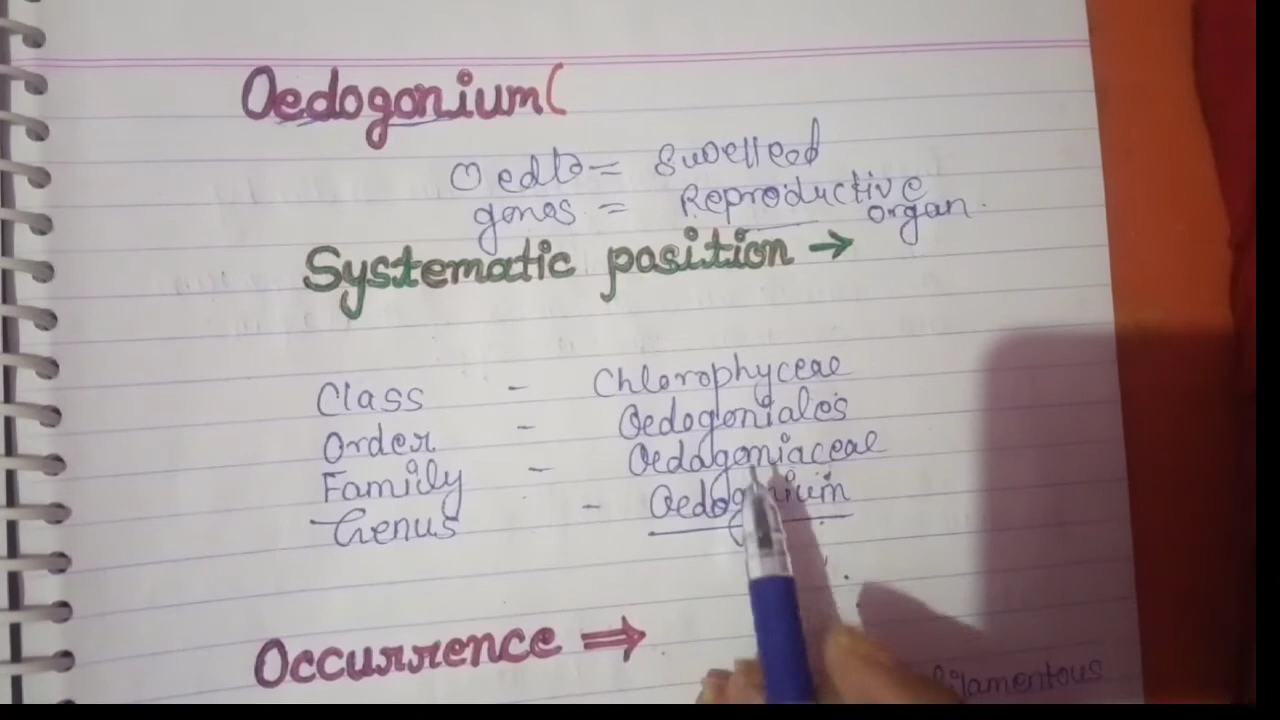 Oedogonium(
Oedo = Swelled
gonos = Reproductive
organ.
Systematic position →
Class - Chlorophyceae
Order - Oedogoniales
Family - Oedogoniaceae
Genus - Oedogonium
Occurrence ⇒
filamentous